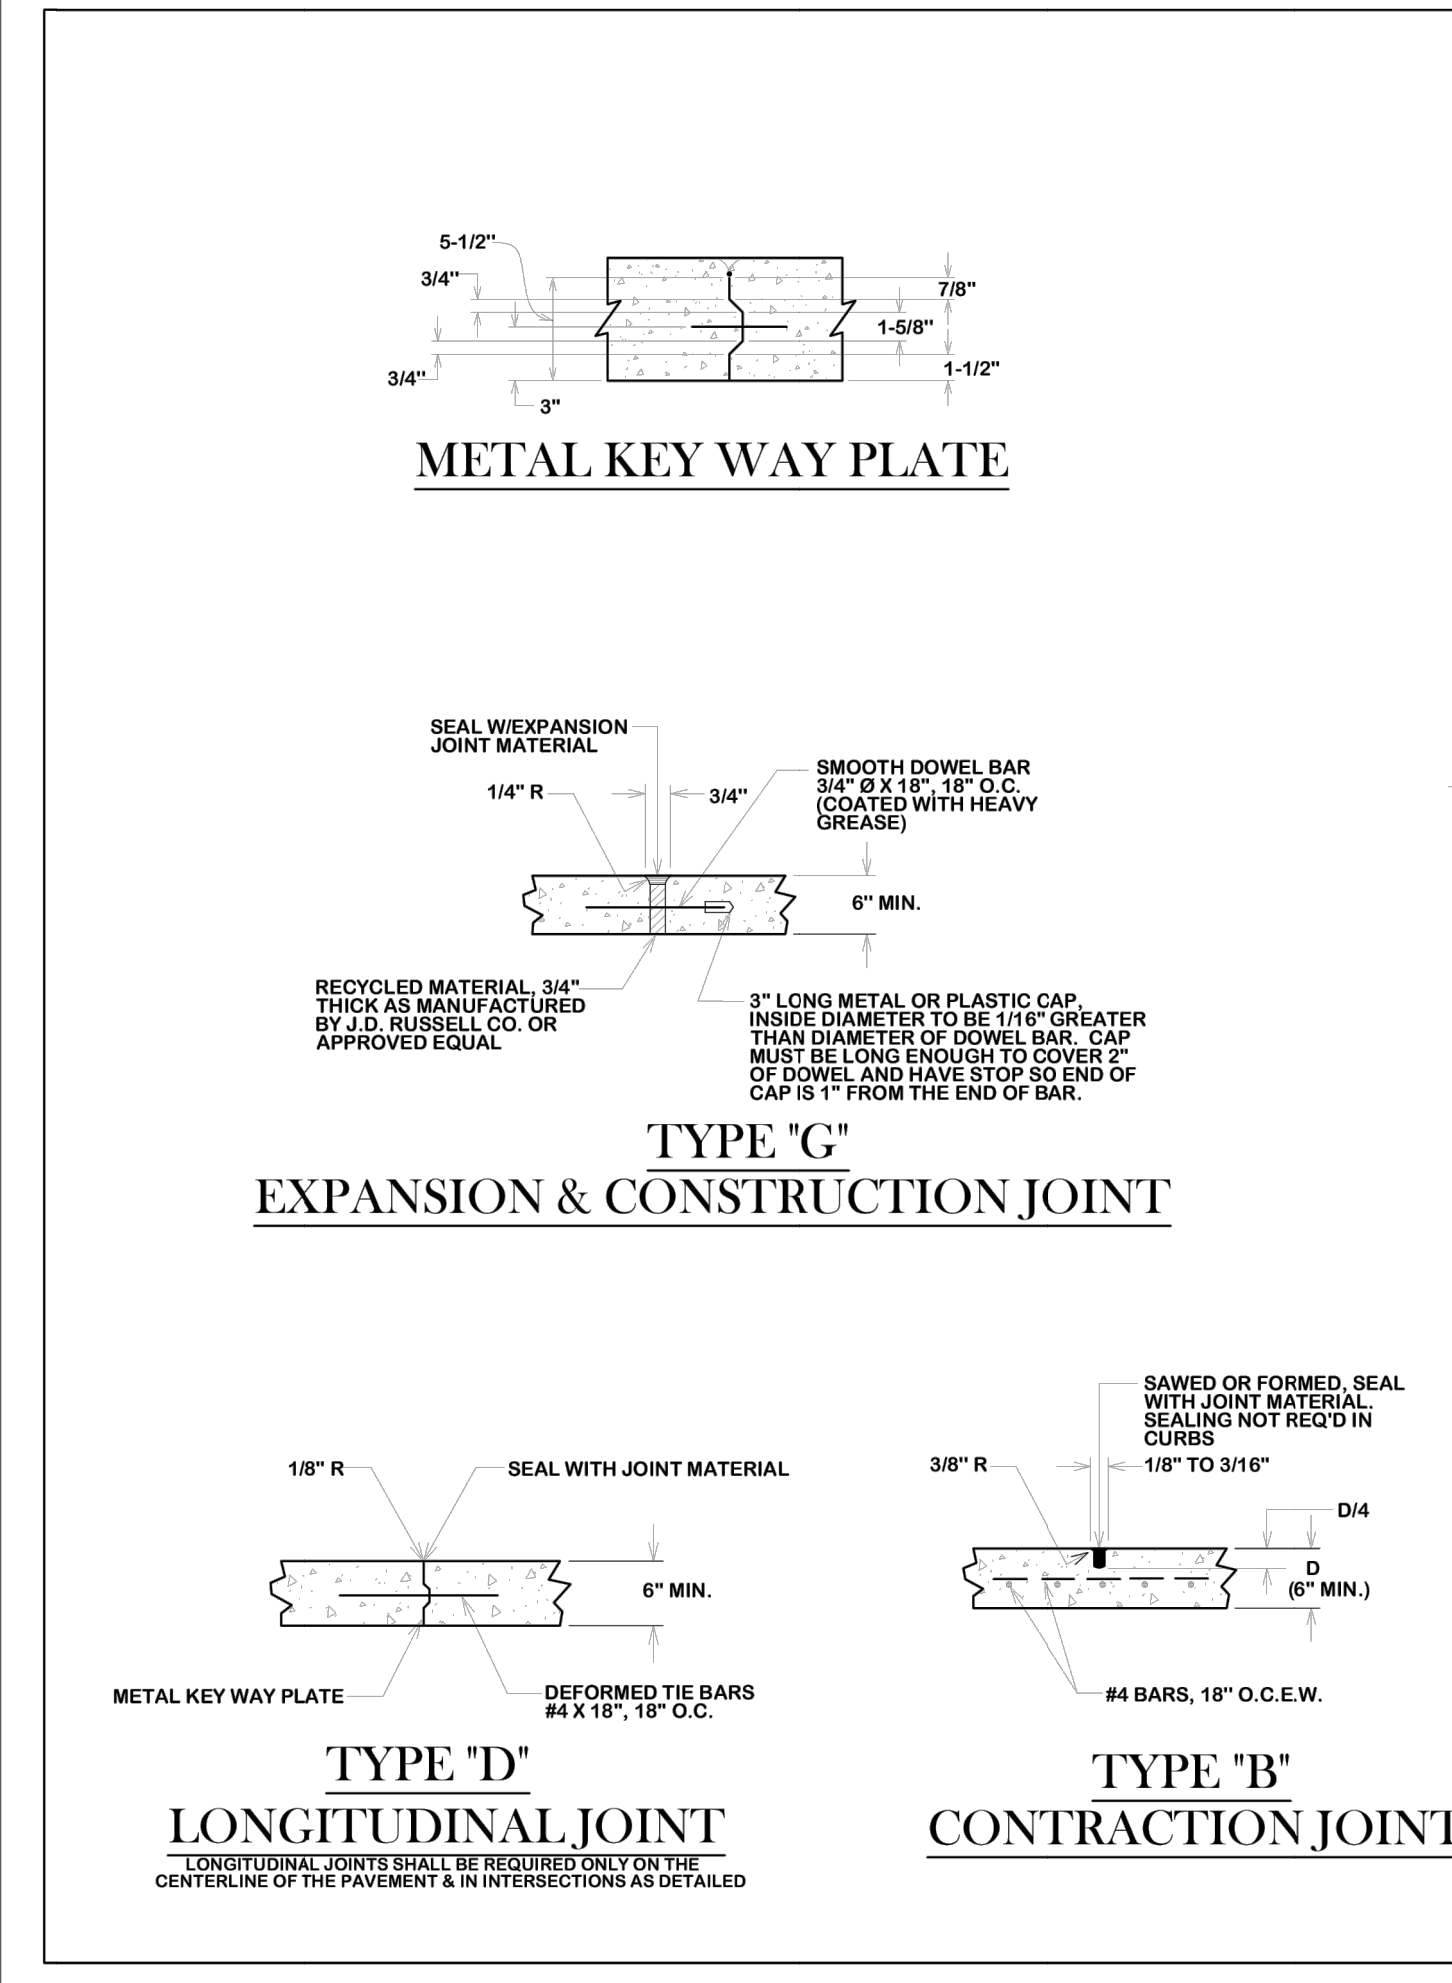 5-1/2"
3/4"
7/8"
1-5/8"
3/4"
1-1/2"
3"
METAL KEY WAY PLATE
SEAL W/EXPANSION
JOINT MATERIAL
1/4" R
3/4"
SMOOTH DOWEL BAR
3/4" Ø X 18", 18" O.C.
(COATED WITH HEAVY
GREASE)
6" MIN.
RECYCLED MATERIAL, 3/4"
THICK AS MANUFACTURED
BY J.D. RUSSELL CO. OR
APPROVED EQUAL
3" LONG METAL OR PLASTIC CAP,
INSIDE DIAMETER TO BE 1/16" GREATER
THAN DIAMETER OF DOWEL BAR. CAP
MUST BE LONG ENOUGH TO COVER 2"
OF DOWEL AND HAVE STOP SO END OF
CAP IS 1" FROM THE END OF BAR.
TYPE "G"
EXPANSION & CONSTRUCTION JOINT
1/8" R
SEAL WITH JOINT MATERIAL
6" MIN.
METAL KEY WAY PLATE
DEFORMED TIE BARS
#4 X 18", 18" O.C.
TYPE "D"
LONGITUDINAL JOINT
LONGITUDINAL JOINTS SHALL BE REQUIRED ONLY ON THE
CENTERLINE OF THE PAVEMENT & IN INTERSECTIONS AS DETAILED
SAWED OR FORMED, SEAL
WITH JOINT MATERIAL.
SEALING NOT REQ'D IN
CURBS
3/8" R
1/8" TO 3/16"
D/4
D
(6" MIN.)
#4 BARS, 18" O.C.E.W.
TYPE "B"
CONTRACTION JOINT